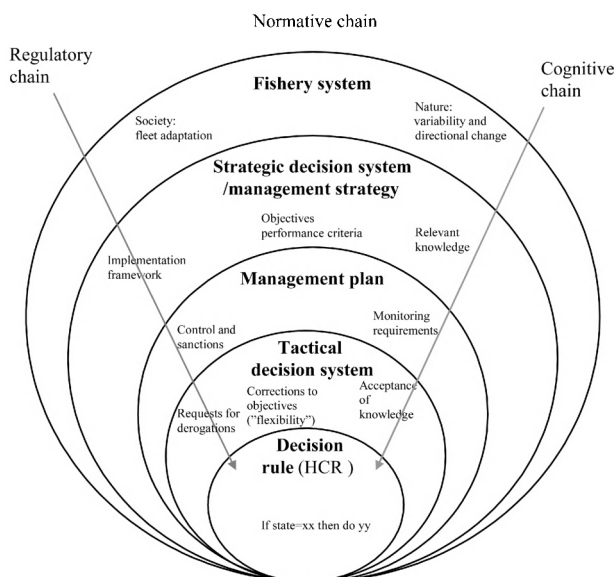 Normative chain
Regulatory
chain
Cognitive
chain
Fishery system
Society:
fleet adaptation
Nature:
variability and
directional change
Strategic decision system
/management strategy
Objectives
performance criteria
Relevant
knowledge
Implementation
framework
Management plan
Control and
sanctions
Monitoring
requirements
Tactical
decision system
Requests for
derogations
Corrections to
objectives
("flexibility")
Acceptance
of
knowledge
Decision
rule (HCR )
If state=xx then do yy